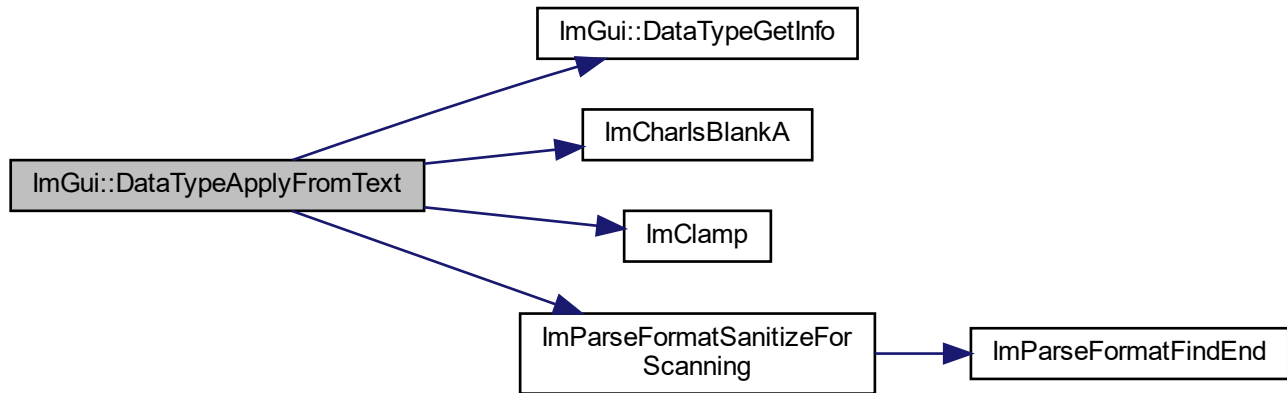 ImGui::DataTypeGetInfo
ImCharIsBlankA
ImGui::DataTypeApplyFromText
ImClamp
ImParseFormatSanitizeFor
Scanning
ImParseFormatFindEnd